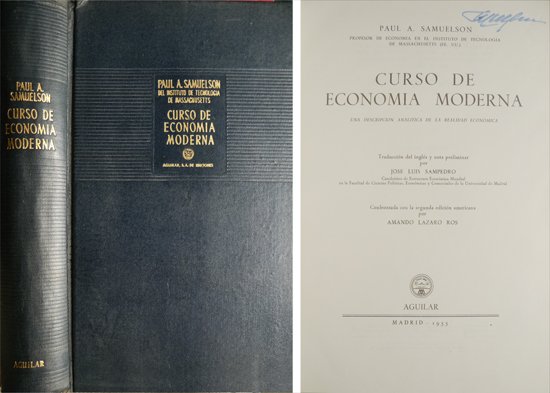 PAUL A.
SAMUELSON
CURSO DE
ECONOMIA
MODERNA
AGUILAR
PAUL A. SAMUELSON
DEL INSTITUTO DE TECNOLOGIA
DE MASSACHUSETTS
CURSO DE
ECONOMIA
MODERNA
AGUILAR, S.A. DE EDICIONES
PAUL A. SAMUELSON
PROFESOR DE ECONOMIA EN EL INSTITUTO DE TECNOLOGIA
DE MASSACHUSETTS (EE. UU.)
CURSO DE
ECONOMIA MODERNA
UNA DESCRIPCION ANALITICA DE LA REALIDAD ECONOMICA
Traducción del inglés y nota preliminar
por
JOSE LUIS SAMPEDRO
Catedrático de Estructura Económica Mundial
en la Facultad de Ciencias Políticas, Económicas y Comerciales de la Universidad de Madrid
Confrontada con la segunda edición americana
por
AMANDO LAZARO ROS
AGUILAR
MADRID - 1953